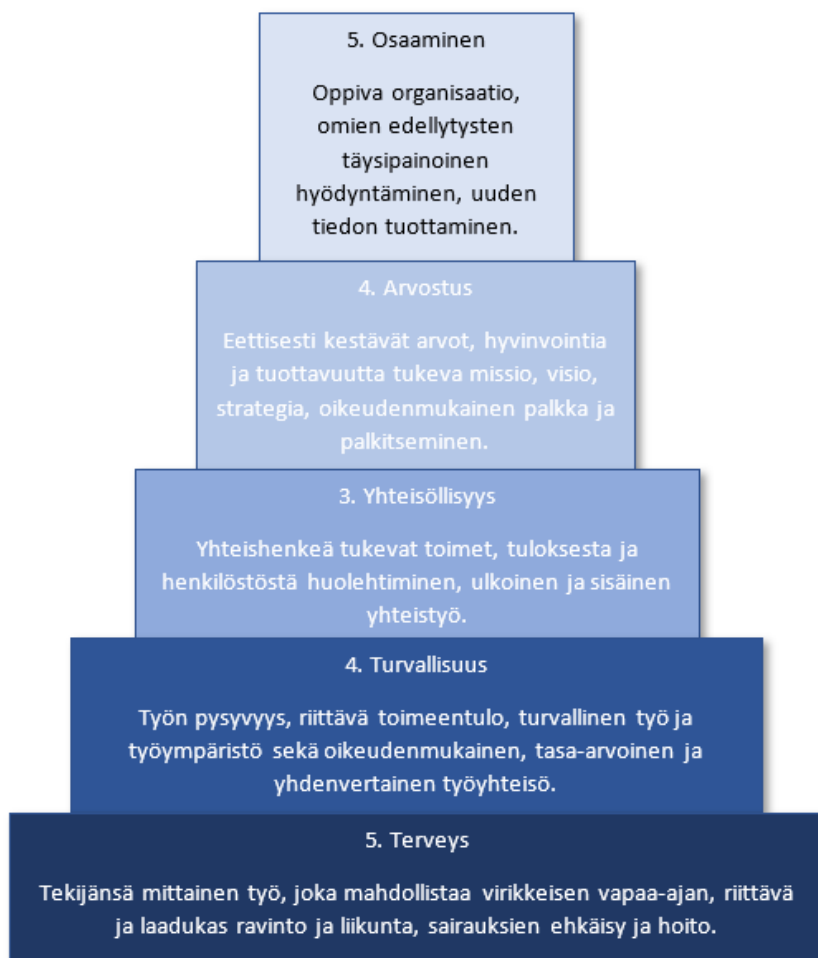 5. Osaaminen
Oppiva organisaatio,
omien edellytysten
täysipainoinen
hyödyntäminen, uuden
tiedon tuottaminen.
4. Arvostus
Eettisesti kestävät arvot, hyvinvointia
ja tuottavuutta tukeva missio, visio,
strategia, oikeudenmukainen palkka ja
palkitseminen.
3. Yhteisöllisyys
Yhteishenkeä tukevat toimet, tuloksesta ja
henkilöstöstä huolehtiminen, ulkoinen ja sisäinen
yhteistyö.
4. Turvallisuus
Työn pysyvyys, riittävä toimeentulo, turvallinen työ ja
työympäristö sekä oikeudenmukainen, tasa-arvoinen ja
yhdenvertainen työyhteisö.
5. Terveys
Tekijänsä mittainen työ, joka mahdollistaa virikkeisen vapaa-ajan, riittävä
ja laadukas ravinto ja liikunta, sairauksien ehkäisy ja hoito.